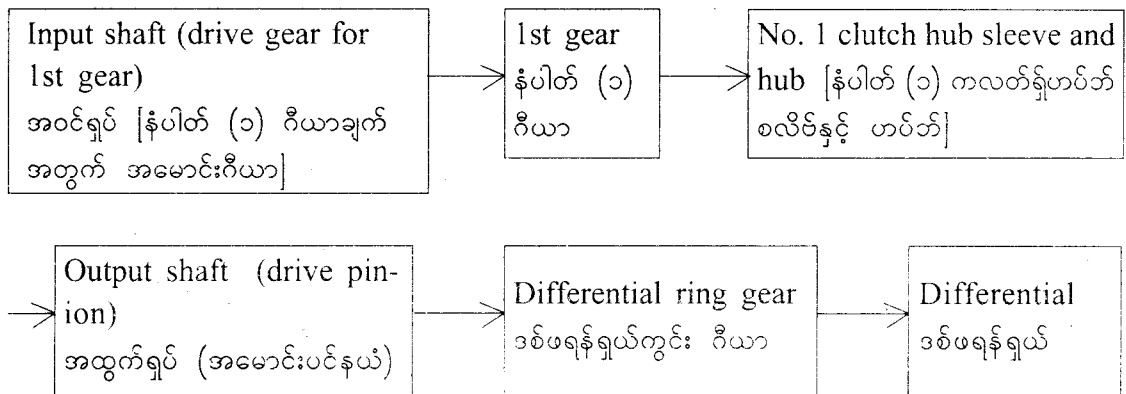 Input shaft (drive gear for
1st gear)
အဝင်ရှပ် [နံပါတ် (၁) ဂီယာချက်
အတွက် အမောင်းဂီယာ]
1st gear
နံပါတ် (၁)
ဂီယာ
No. 1 clutch hub sleeve and
hub [နံပါတ် (၁) ကလတ်ရှ်ဟပ်ဘ်
စလိဗ်နှင့် ဟပ်ဘ်]
Output shaft (drive pin-
ion)
အထွက်ရှပ် (အမောင်းပင်နယံ)
Differential ring gear
ဒစ်ဖရန်ရှယ်ကွင်း ဂီယာ
Differential
ဒစ်ဖရန်ရှယ်